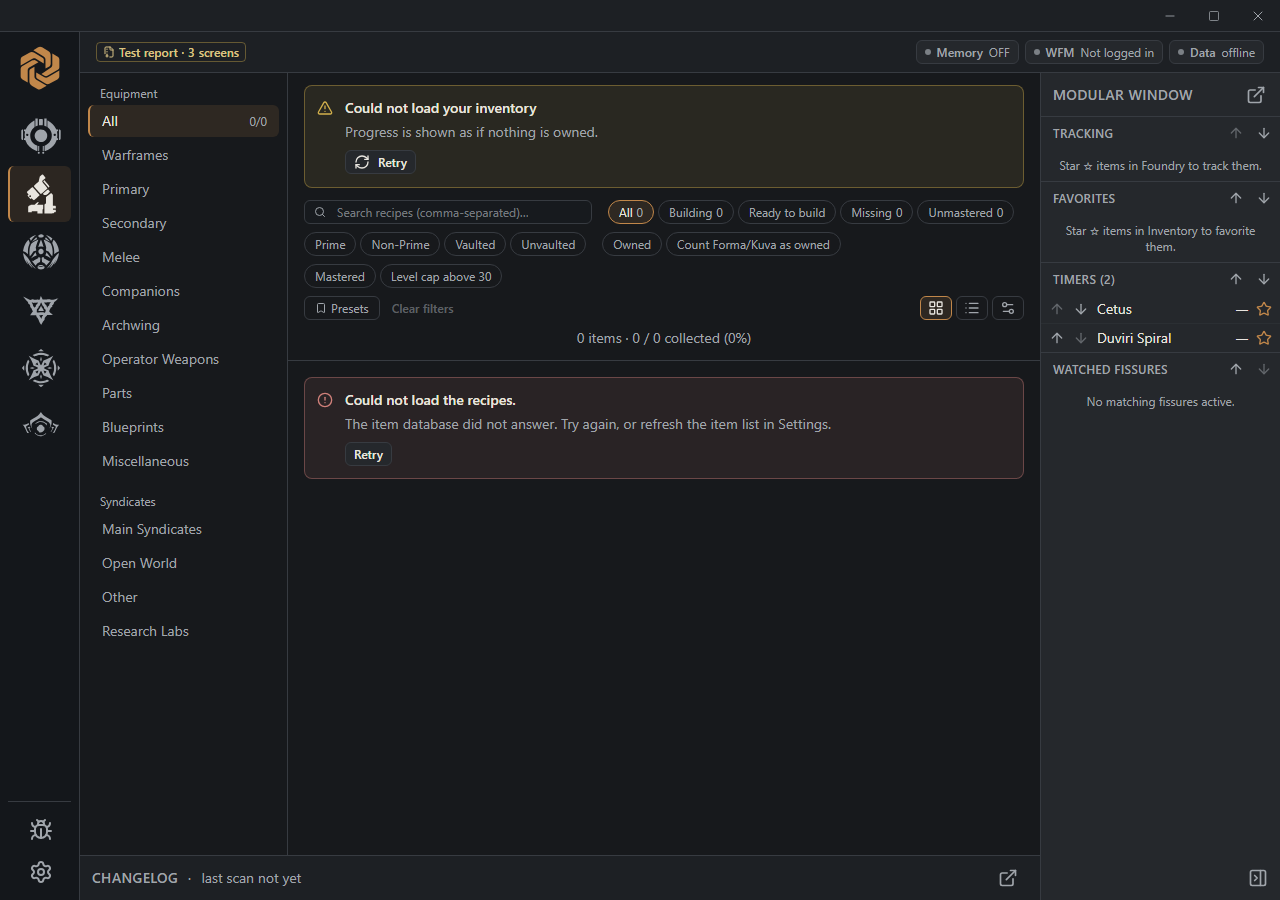 Test report · 3 screens
Memory OFF
WFM Not logged in
Data offline
Equipment
All 0/0
Warframes
Primary
Secondary
Melee
Companions
Archwing
Operator Weapons
Parts
Blueprints
Miscellaneous
Syndicates
Main Syndicates
Open World
Other
Research Labs
Could not load your inventory
Progress is shown as if nothing is owned.
Retry
Search recipes (comma-separated)...
All 0
Building 0
Ready to build
Missing 0
Unmastered 0
Prime
Non-Prime
Vaulted
Unvaulted
Owned
Count Forma/Kuva as owned
Mastered
Level cap above 30
Presets
Clear filters
0 items · 0 / 0 collected (0%)
Could not load the recipes.
The item database did not answer. Try again, or refresh the item list in Settings.
Retry
MODULAR WINDOW
TRACKING
Star ☆ items in Foundry to track them.
FAVORITES
Star ☆ items in Inventory to favorite
them.
TIMERS (2)
Cetus —
Duviri Spiral —
WATCHED FISSURES
No matching fissures active.
CHANGELOG · last scan not yet